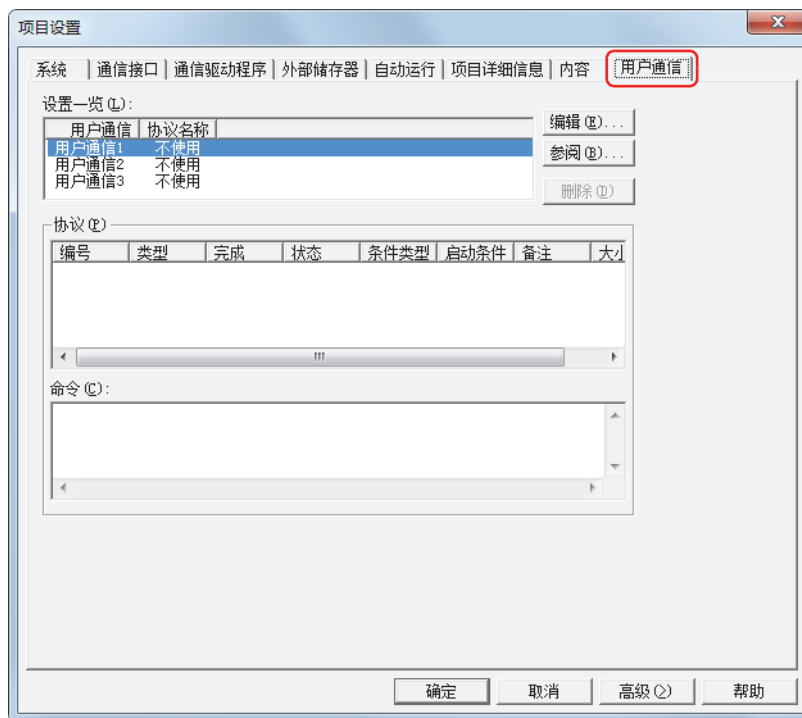 项目设置
系统 通信接口 通信驱动程序 外部储存器 自动运行 项目详细信息 内容 用户通信
设置一览(L):
用户通信 协议名称
用户通信1 不使用
用户通信2 不使用
用户通信3 不使用
编辑(E)...
参阅(B)...
删除(D)
协议(P)
编号 类型 完成 状态 条件类型 启动条件 备注 大小
命令(C):
确定 取消 高级(>) 帮助